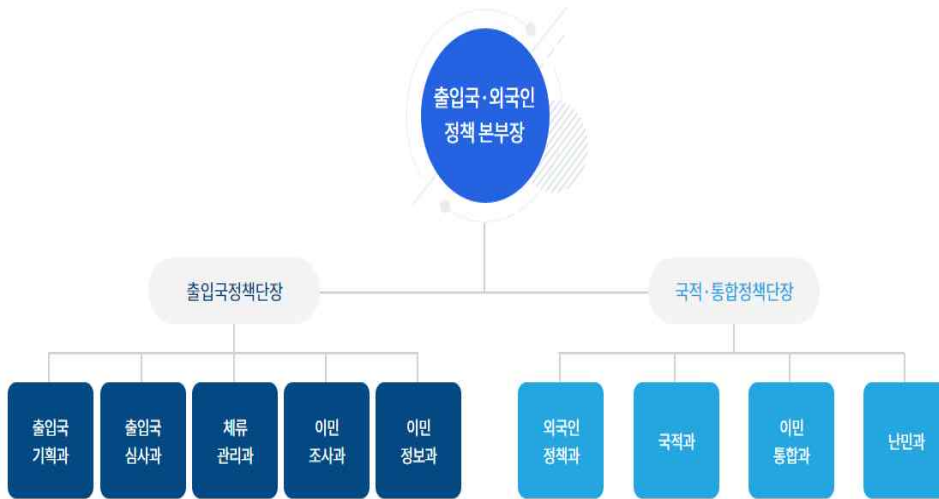 출입국·외국인
정책 본부장
출입국정책단장
국적·통합정책단장
출입국
기획과
출입국
심사과
체류
관리과
이민
조사과
이민
정보과
외국인
정책과
국적과
이민
통합과
난민과